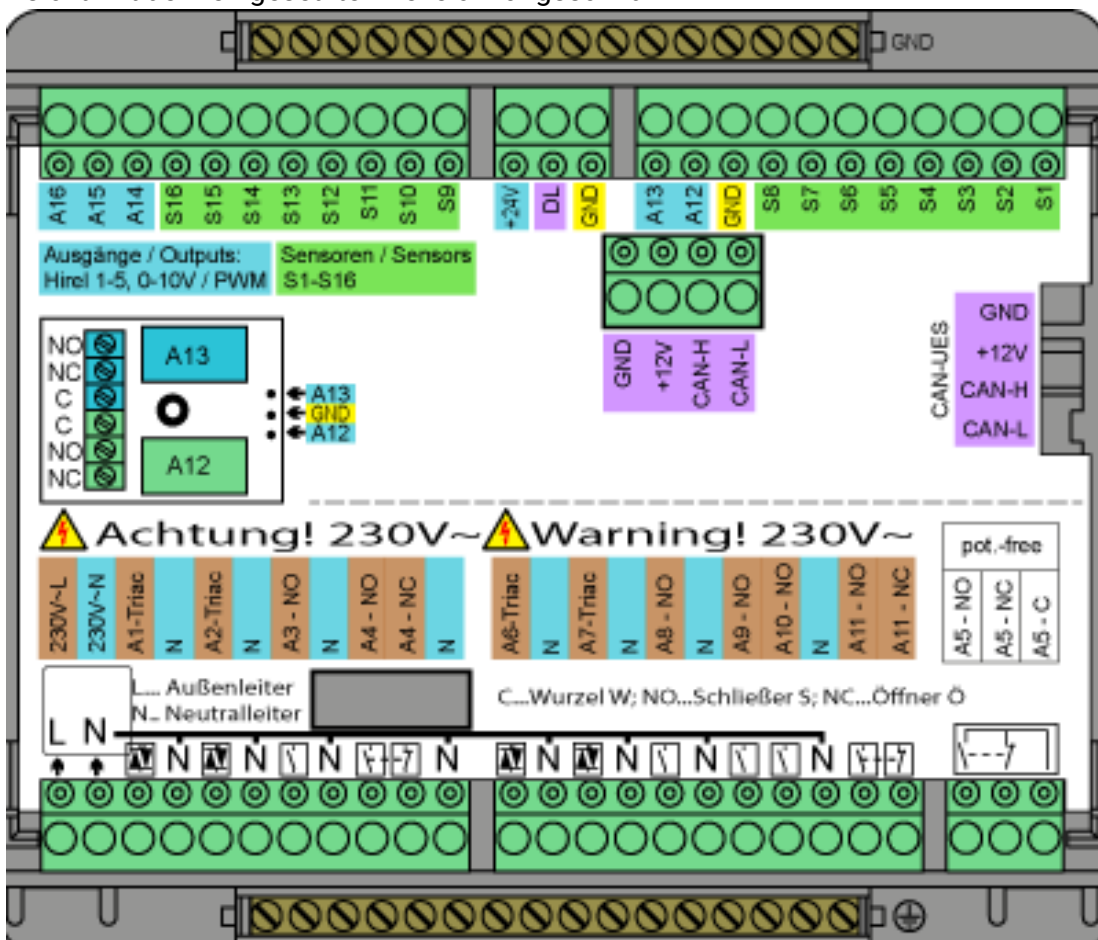 GND
A16 A15 A14 S16 S15 S14 S13 S12 S11 S10 S9 +24V DL GND A13 A12 GND S8 S7 S6 S5 S4 S3 S2 S1
Ausgänge / Outputs:
Hirel 1-5, 0-10V / PWM
Sensoren / Sensors
S1-S16
GND +12V CAN-H CAN-L
CAN-UES
GND
+12V
CAN-H
CAN-L
NO
NC
C
C
NO
NC
A13
A12
A13
GND
A12
Achtung! 230V~ Warning! 230V~
230V~L 230V~N A1-Triac N A2-Triac N A3 - NO N A4 - NO A4 - NC N A6-Triac N A7-Triac N A8 - NO N A9 - NO A10 - NO N A11 - NO A11 - NC
pot.-free
A5 - NO A5 - NC A5 - C
L... Außenleiter
N.. Neutralleiter
C...Wurzel W; NO...Schließer S; NC...Öffner Ö
L N
N N N N N N N N